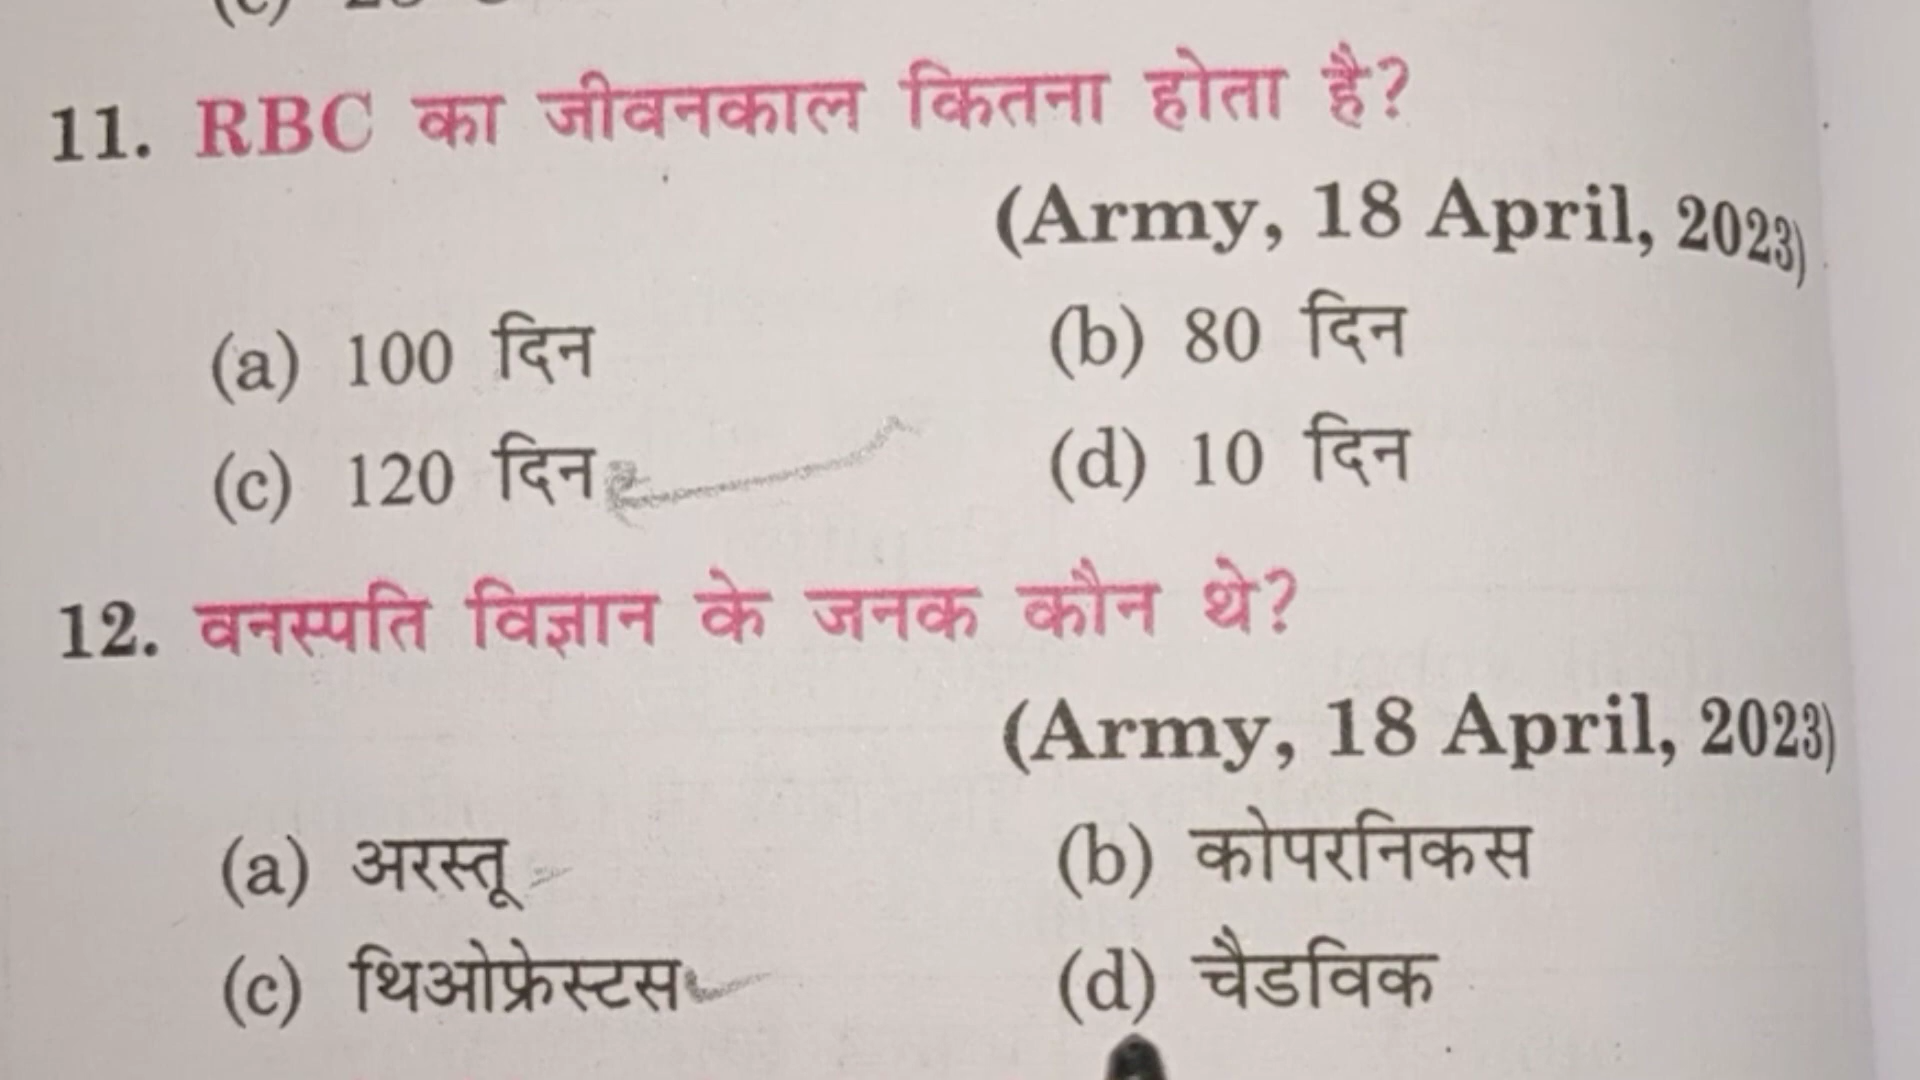 11. RBC का जीवनकाल कितना होता है?
(Army, 18 April, 2023)
(a) 100 दिन (b) 80 दिन
(c) 120 दिन (d) 10 दिन
12. वनस्पति विज्ञान के जनक कौन थे?
(Army, 18 April, 2023)
(a) अरस्तू (b) कोपरनिकस
(c) थिओफ्रेस्टस (d) चैडविक